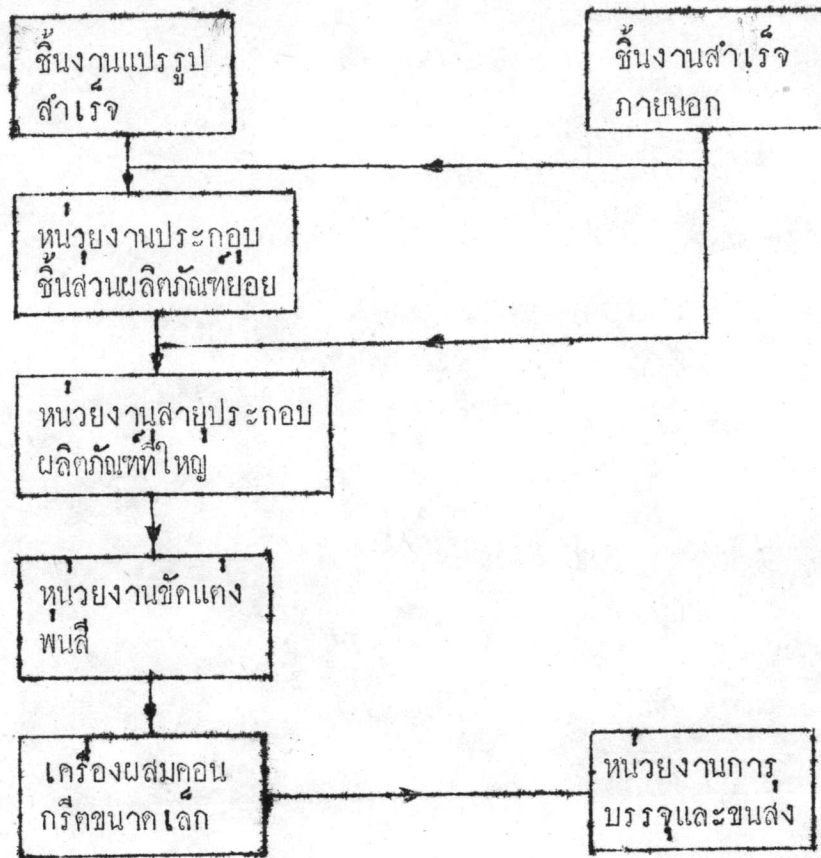 ชิ้นงานแปรรูป
สำเร็จ
ชิ้นงานสำเร็จ
ภายนอก
หน่วยงานประกอบ
ชิ้นส่วนผลิตภัณฑ์ยอย
หน่วยงานสายประกอบ
ผลิตภัณฑ์ที่ใหญ่
หน่วยงานขัดแต่ง
พนสี
เครื่องผสมคอน
กรีตขนาดเล็ก
หน่วยงานการ
บรรจุและขนส่ง